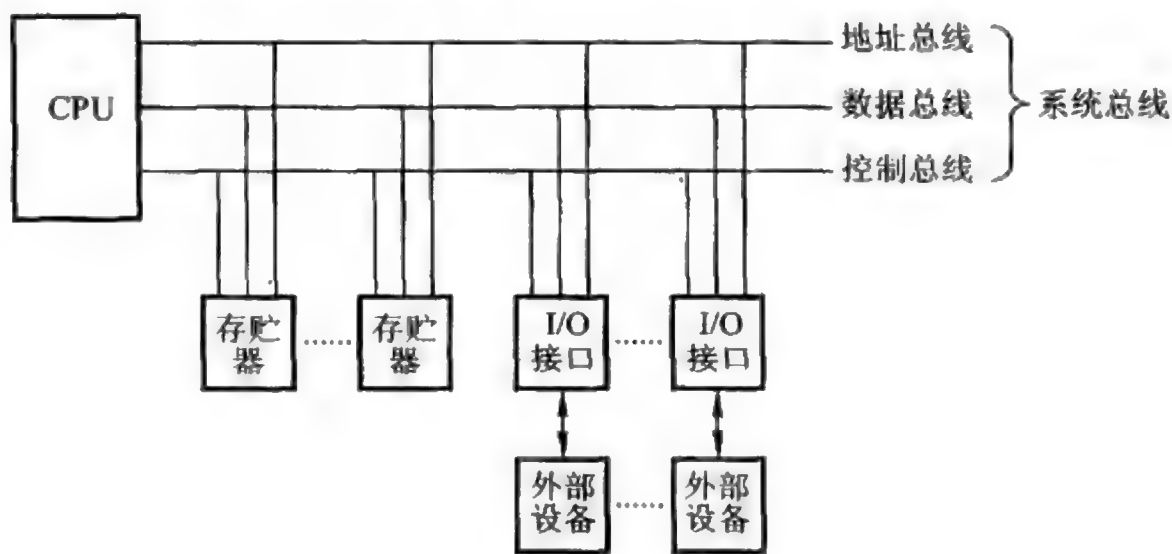 地址总线
CPU
数据总线
系统总线
控制总线
存贮
器
存贮
器
I/O
接口
I/O
接口
外部
设备
外部
设备